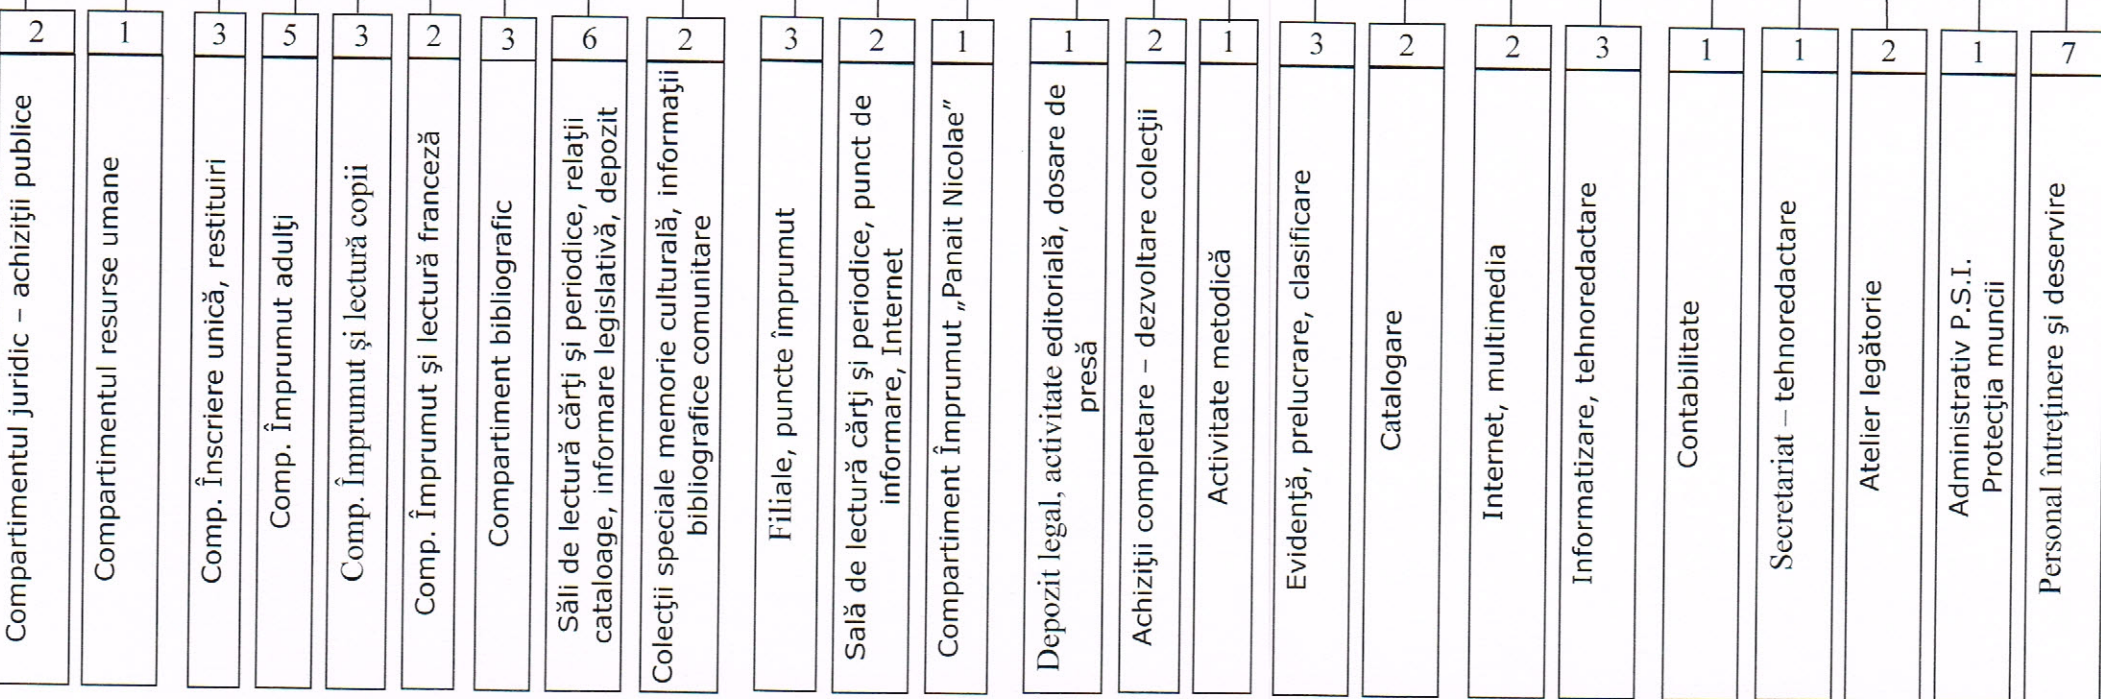 2
Compartimentul juridic – achiziţii publice
1
Compartimentul resurse umane
3
Comp. Înscriere unică, restituiri
5
Comp. Împrumut adulţi
3
Comp. Împrumut şi lectură copii
2
Comp. Împrumut şi lectură franceză
3
Compartiment bibliografic
6
Săli de lectură cărţi şi periodice, relaţii
cataloage, informare legislativă, depozit
2
Colecţii speciale memorie culturală, informaţii
bibliografice comunitare
3
Filiale, puncte împrumut
2
Sală de lectură cărţi şi periodice, punct de
informare, Internet
1
Compartiment Împrumut „Panait Nicolae”
1
Depozit legal, activitate editorială, dosare de
presă
2
Achiziţii completare – dezvoltare colecţii
1
Activitate metodică
3
Evidenţă, prelucrare, clasificare
2
Catalogare
2
Internet, multimedia
3
Informatizare, tehnoredactare
1
Contabilitate
1
Secretariat – tehnoredactare
2
Atelier legătorie
1
Administrativ P.S.I.
Protecţia muncii
7
Personal întreţinere şi deservire